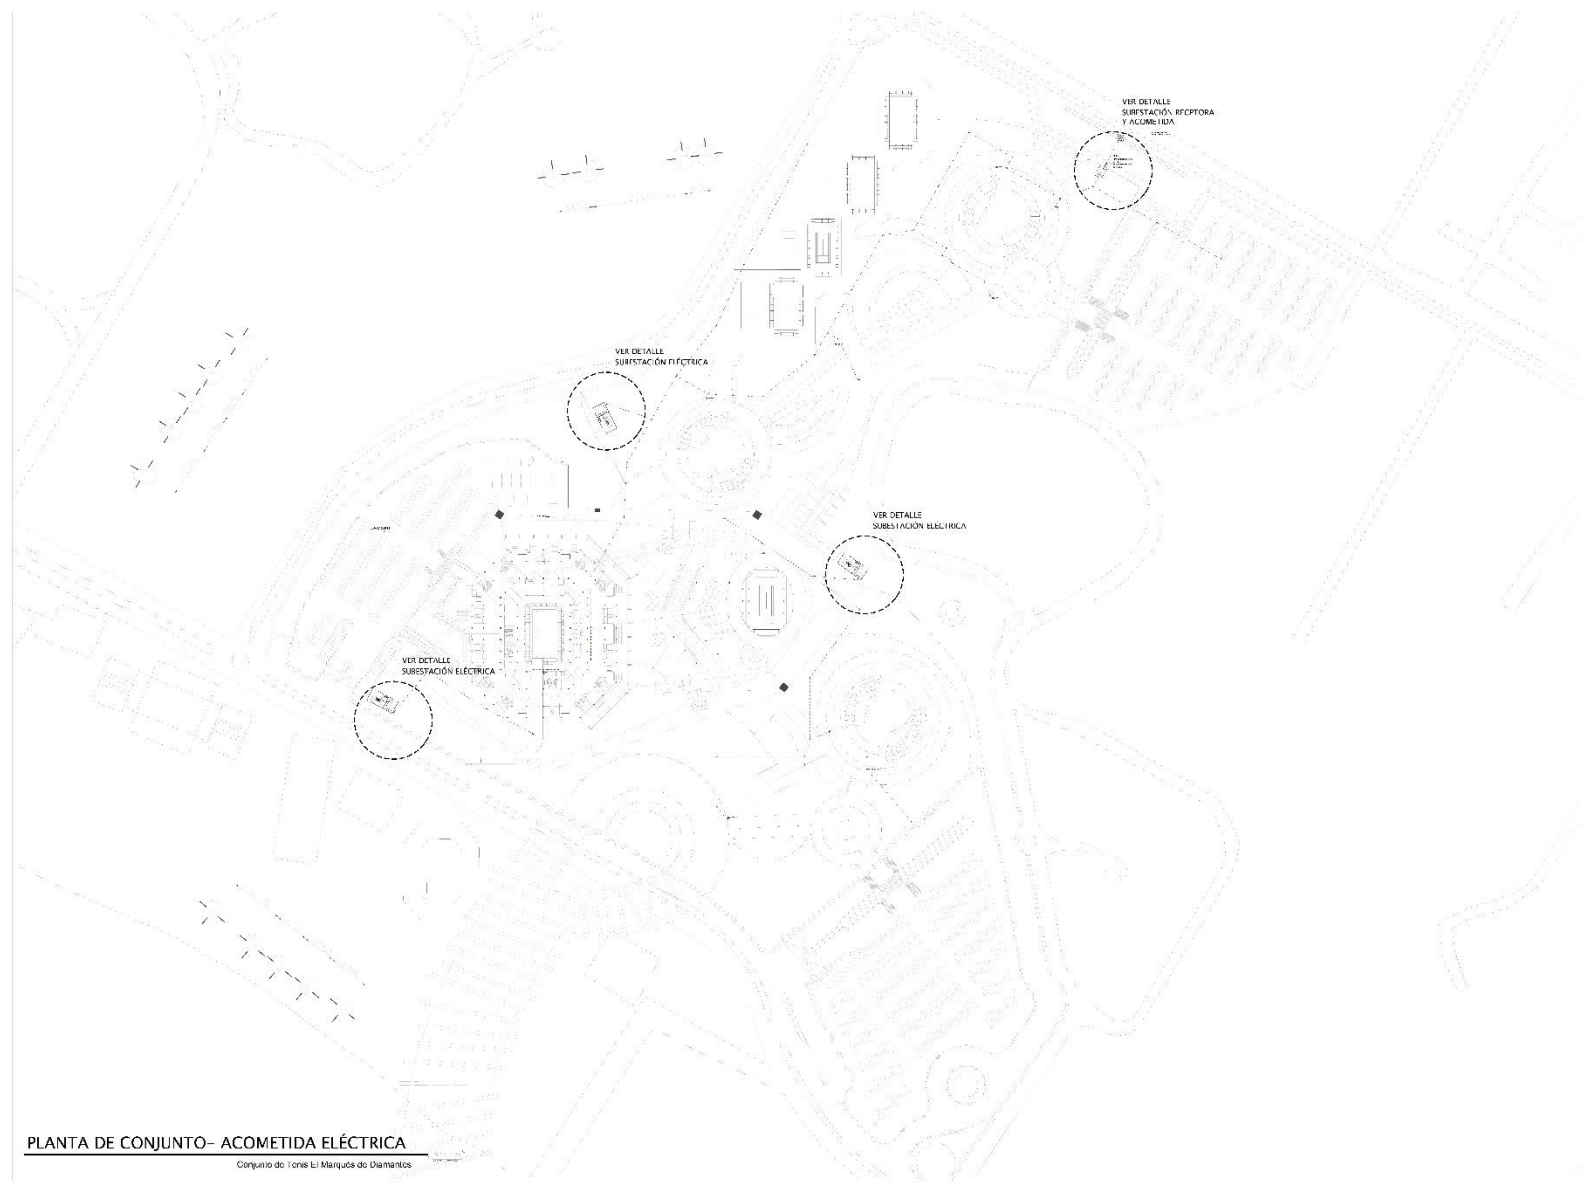 VER DETALLE
SUBESTACIÓN RECPTORA
Y ACOMETIDA
VER DETALLE
SUBESTACIÓN ELÉCTRICA
VER DETALLE
SUBESTACIÓN ELÉCTRICA
VER DETALLE
SUBESTACIÓN ELÉCTRICA
PLANTA DE CONJUNTO- ACOMETIDA ELÉCTRICA
Conjunto de Tenis El Marqués de Diamantes